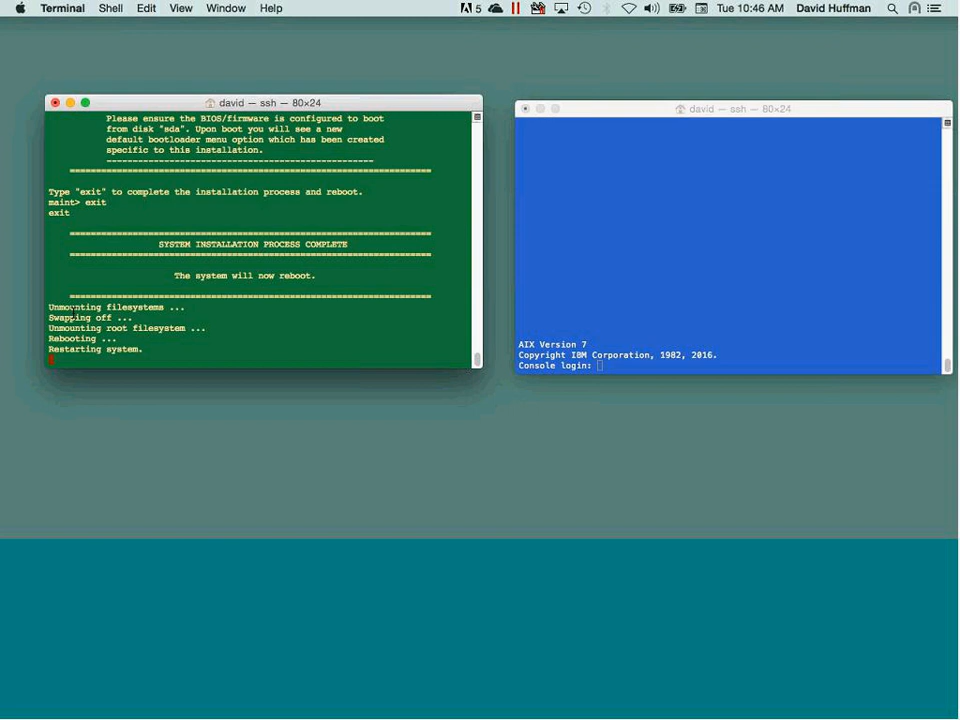 Terminal Shell Edit View Window Help 5 Tue 10:46 AM David Huffman
david — ssh — 80×24
Please ensure the BIOS/firmware is configured to boot
from disk "sda". Upon boot you will see a new
default bootloader menu option which has been created
specific to this installation.
---------------------------------------------------
=====================================================================
Type "exit" to complete the installation process and reboot.
maint> exit
exit
=====================================================================
SYSTEM INSTALLATION PROCESS COMPLETE
=====================================================================
The system will now reboot.
=====================================================================
Unmounting filesystems ...
Swapping off ...
Unmounting root filesystem ...
Rebooting ...
Restarting system.
david — ssh — 80×24
AIX Version 7
Copyright IBM Corporation, 1982, 2016.
Console login: